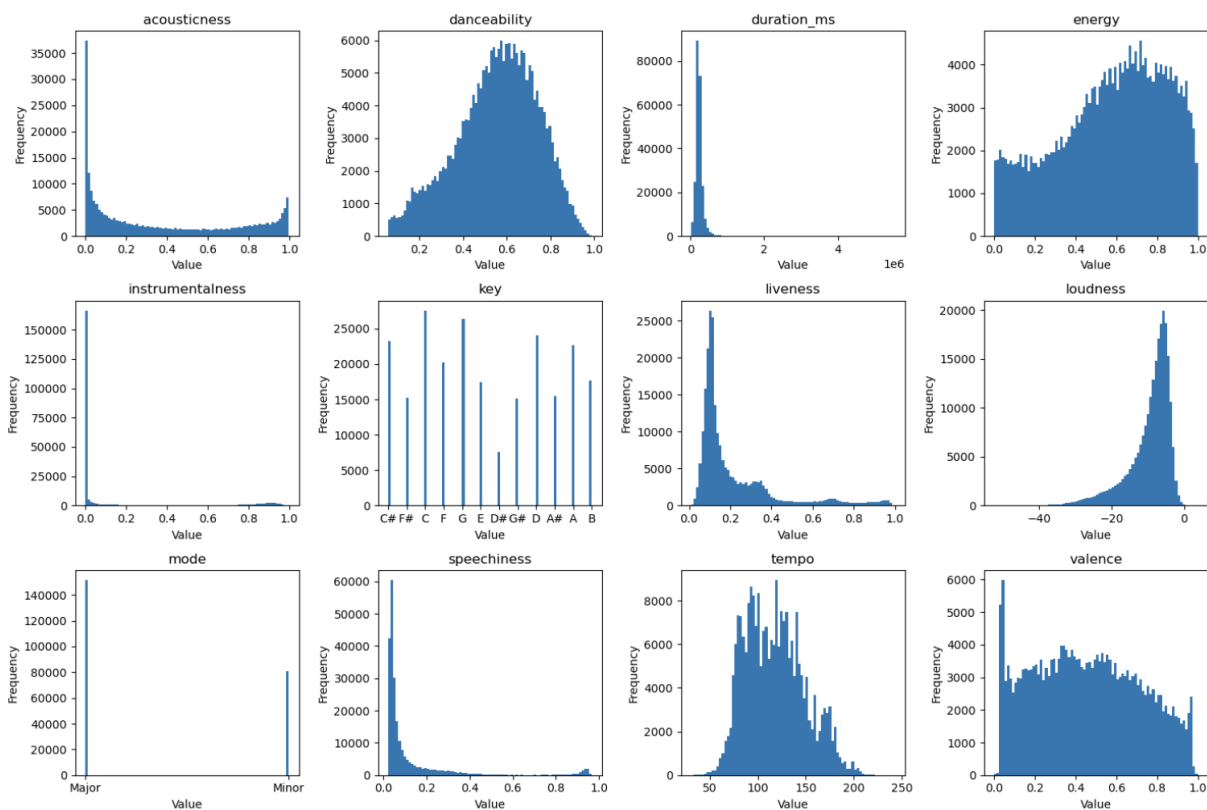 acousticness
35000
30000
25000
20000
15000
10000
5000
0
Frequency
0.0 0.2 0.4 0.6 0.8 1.0
Value
danceability
6000
5000
4000
3000
2000
1000
0
Frequency
0.2 0.4 0.6 0.8 1.0
Value
duration_ms
80000
60000
40000
20000
0
Frequency
0 2 4
Value
1e6
energy
4000
3000
2000
1000
0
Frequency
0.0 0.2 0.4 0.6 0.8 1.0
Value
instrumentalness
150000
125000
100000
75000
50000
25000
0
Frequency
0.0 0.2 0.4 0.6 0.8 1.0
Value
key
25000
20000
15000
10000
5000
0
Frequency
C# F# C F G E D# G# D A# A B
Value
liveness
25000
20000
15000
10000
5000
0
Frequency
0.0 0.2 0.4 0.6 0.8 1.0
Value
loudness
20000
15000
10000
5000
0
Frequency
−40 −20 0
Value
mode
140000
120000
100000
80000
60000
40000
20000
0
Frequency
Major Minor
Value
speechiness
60000
50000
40000
30000
20000
10000
0
Frequency
0.0 0.2 0.4 0.6 0.8 1.0
Value
tempo
8000
6000
4000
2000
0
Frequency
50 100 150 200 250
Value
valence
6000
5000
4000
3000
2000
1000
0
Frequency
0.0 0.2 0.4 0.6 0.8 1.0
Value